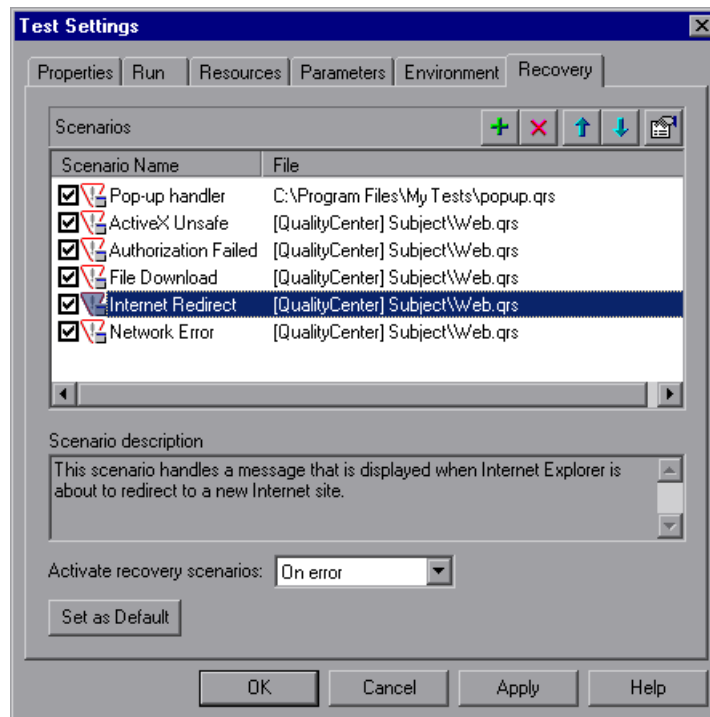 Test Settings
Properties Run Resources Parameters Environment Recovery
Scenarios
Scenario Name File
Pop-up handler C:\Program Files\My Tests\popup.qrs
ActiveX Unsafe [QualityCenter] Subject\Web.qrs
Authorization Failed [QualityCenter] Subject\Web.qrs
File Download [QualityCenter] Subject\Web.qrs
Internet Redirect [QualityCenter] Subject\Web.qrs
Network Error [QualityCenter] Subject\Web.qrs
Scenario description
This scenario handles a message that is displayed when Internet Explorer is
about to redirect to a new Internet site.
Activate recovery scenarios: On error
Set as Default
OK Cancel Apply Help